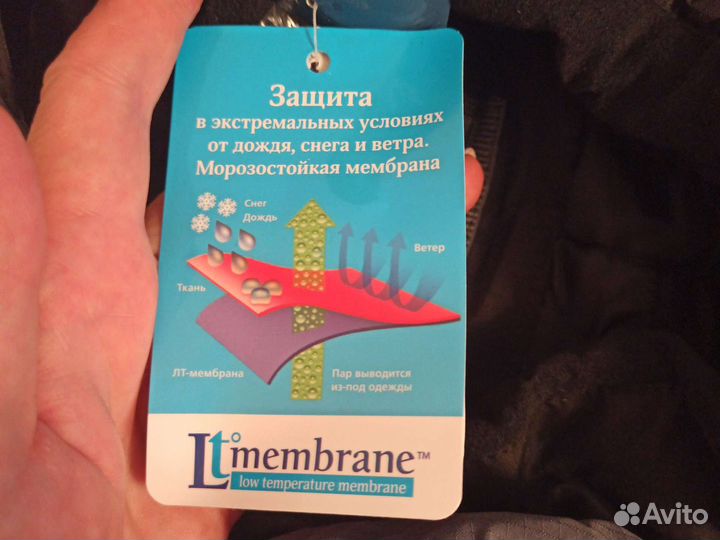 Защита
в экстремальных условиях
от дождя, снега и ветра.
Морозостойкая мембрана
Снег
Дождь
Ветер
Ткань
ЛТ-мембрана
Пар выводится
из-под одежды
Lt° membrane™
low temperature membrane
Avito